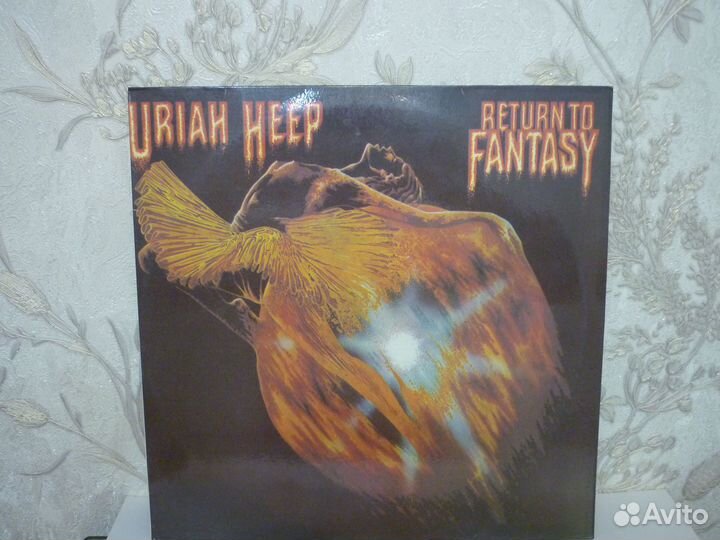 URIAH HEEP
RETURN TO
FANTASY
Avito